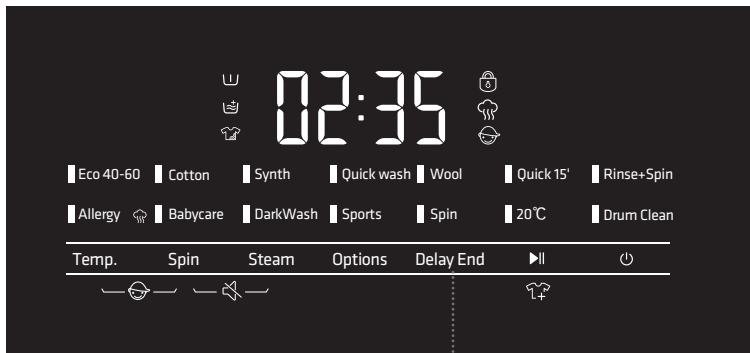 02:35
Eco 40-60 Cotton Synth Quick wash Wool Quick 15' Rinse+Spin
Allergy Babycare DarkWash Sports Spin 20℃ Drum Clean
Temp. Spin Steam Options Delay End